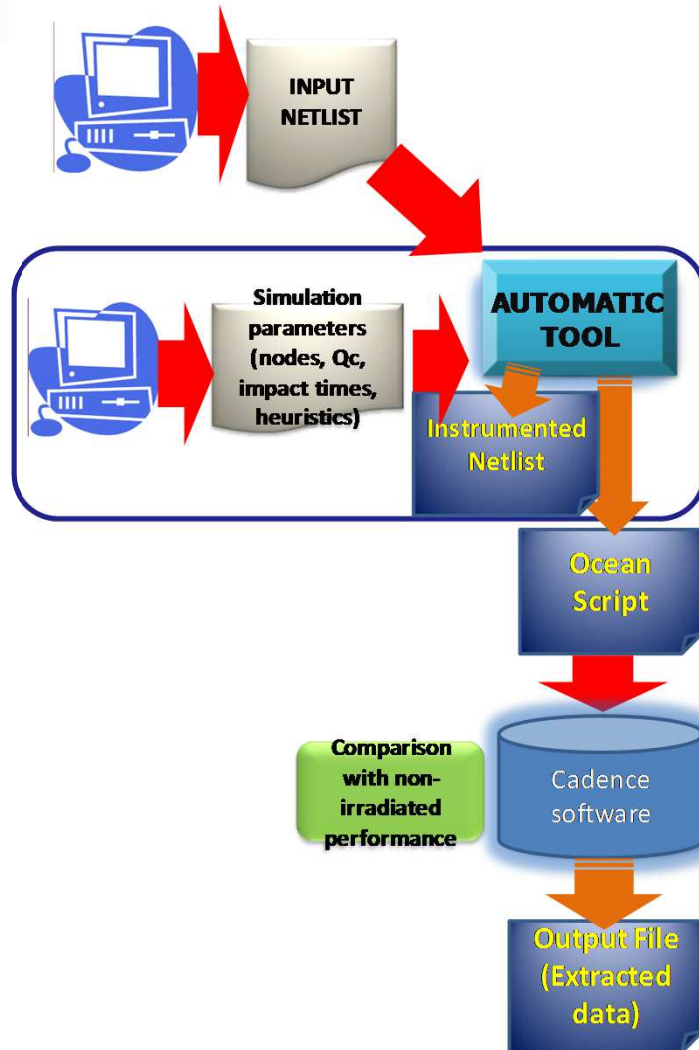 INPUT
NETLIST
Simulation
parameters
(nodes, Qc,
impact times,
heuristics)
AUTOMATIC
TOOL
Instrumented
Netlist
Ocean
Script
Comparison
with non-
irradiated
performance
Cadence
software
Output File
(Extracted
data)